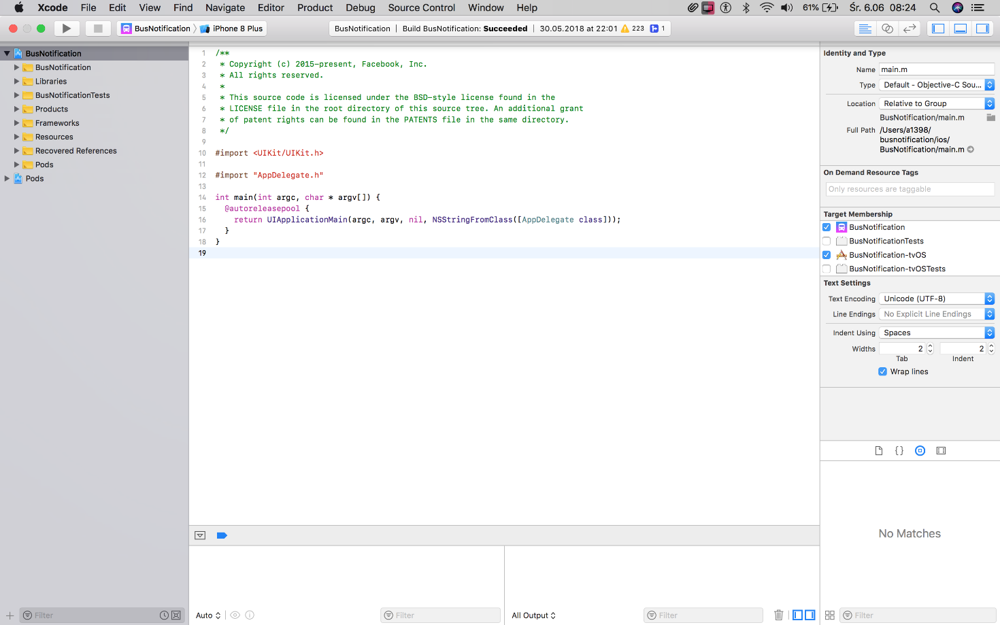 Xcode File Edit View Find Navigate Editor Product Debug Source Control Window Help 61% Śr. 6.06 08:24
BusNotification iPhone 8 Plus BusNotification | Build BusNotification: Succeeded | 30.05.2018 at 22:01 223 1
BusNotification
BusNotification
Libraries
BusNotificationTests
Products
Frameworks
Resources
Recovered References
Pods
Pods
Filter
1 /**
2 * Copyright (c) 2015-present, Facebook, Inc.
3 * All rights reserved.
4 *
5 * This source code is licensed under the BSD-style license found in the
6 * LICENSE file in the root directory of this source tree. An additional grant
7 * of patent rights can be found in the PATENTS file in the same directory.
8 */
9
10 #import <UIKit/UIKit.h>
11
12 #import "AppDelegate.h"
13
14 int main(int argc, char * argv[]) {
15 @autoreleasepool {
16 return UIApplicationMain(argc, argv, nil, NSStringFromClass([AppDelegate class]));
17 }
18 }
19
Auto
Filter
All Output
Filter
Identity and Type
Name main.m
Type Default - Objective-C Sou...
Location Relative to Group
BusNotification/main.m
Full Path /Users/a1398/
busnotification/ios/
BusNotification/main.m
On Demand Resource Tags
Only resources are taggable
Target Membership
BusNotification
BusNotificationTests
BusNotification-tvOS
BusNotification-tvOSTests
Text Settings
Text Encoding Unicode (UTF-8)
Line Endings No Explicit Line Endings
Indent Using Spaces
Widths 2 2
Tab Indent
Wrap lines
{}
No Matches
Filter